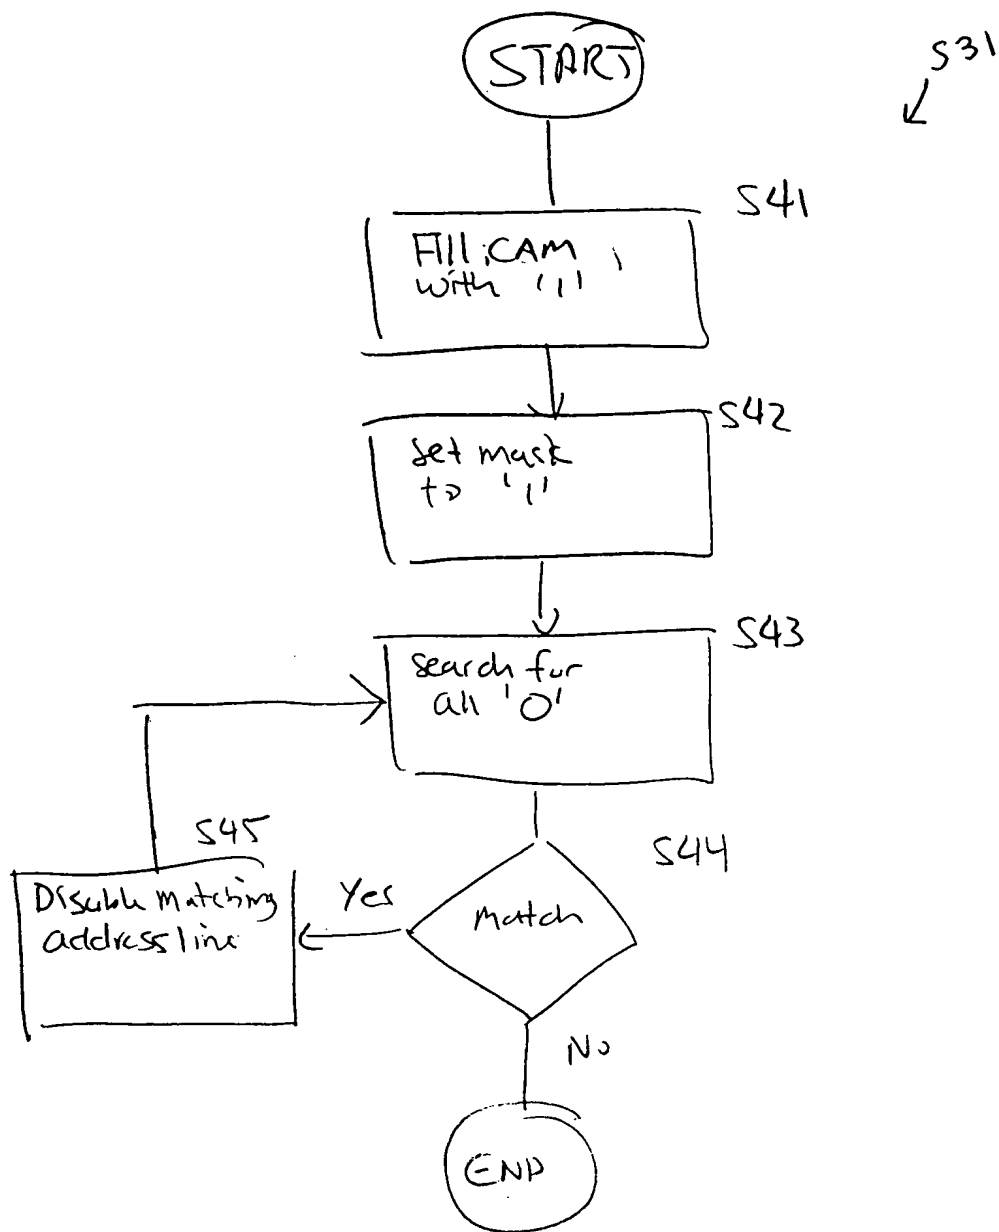 START
S31
S41
Fill CAM
with '1'
S42
set mask
to '1'
S43
search for
all '0'
S44
Match
S45
Yes
Disable matching
address line
No
END